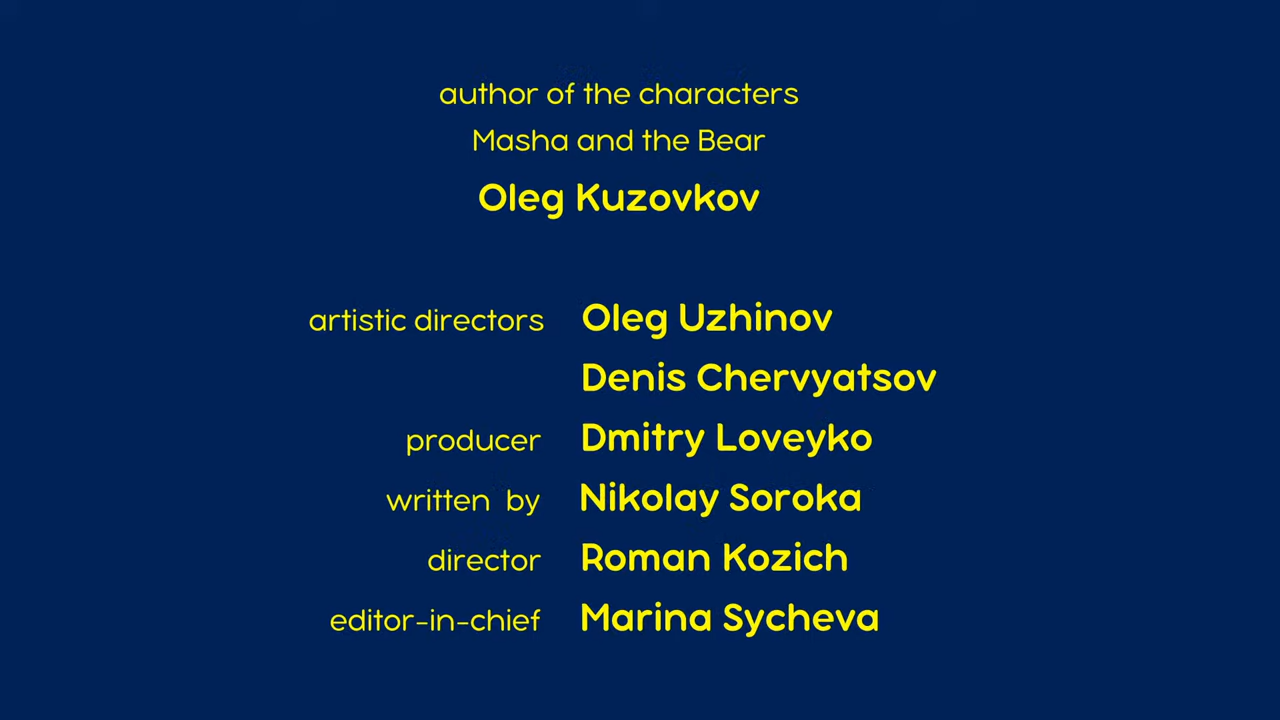 author of the characters
Masha and the Bear
Oleg Kuzovkov
artistic directors Oleg Uzhinov
Denis Chervyatsov
producer Dmitry Loveyko
written by Nikolay Soroka
director Roman Kozich
editor-in-chief Marina Sycheva